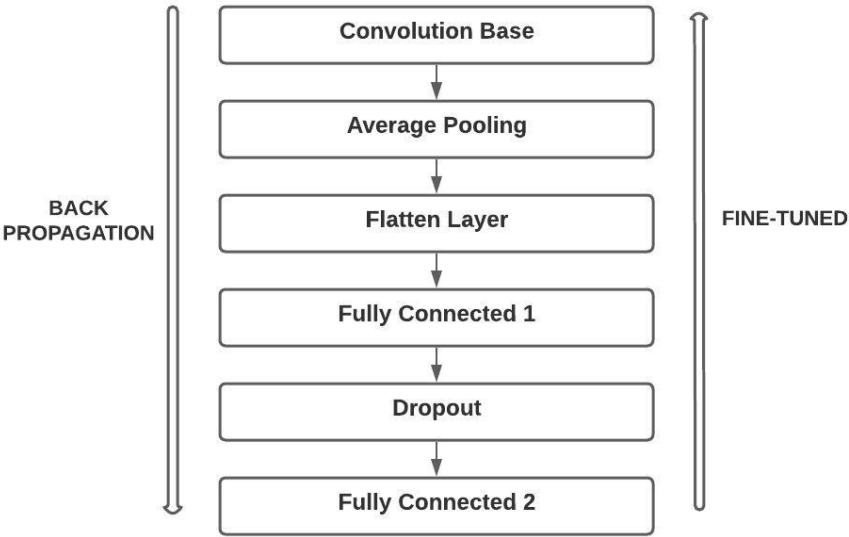 Convolution Base
Average Pooling
Flatten Layer
Fully Connected 1
Dropout
Fully Connected 2
BACK
PROPAGATION
FINE-TUNED